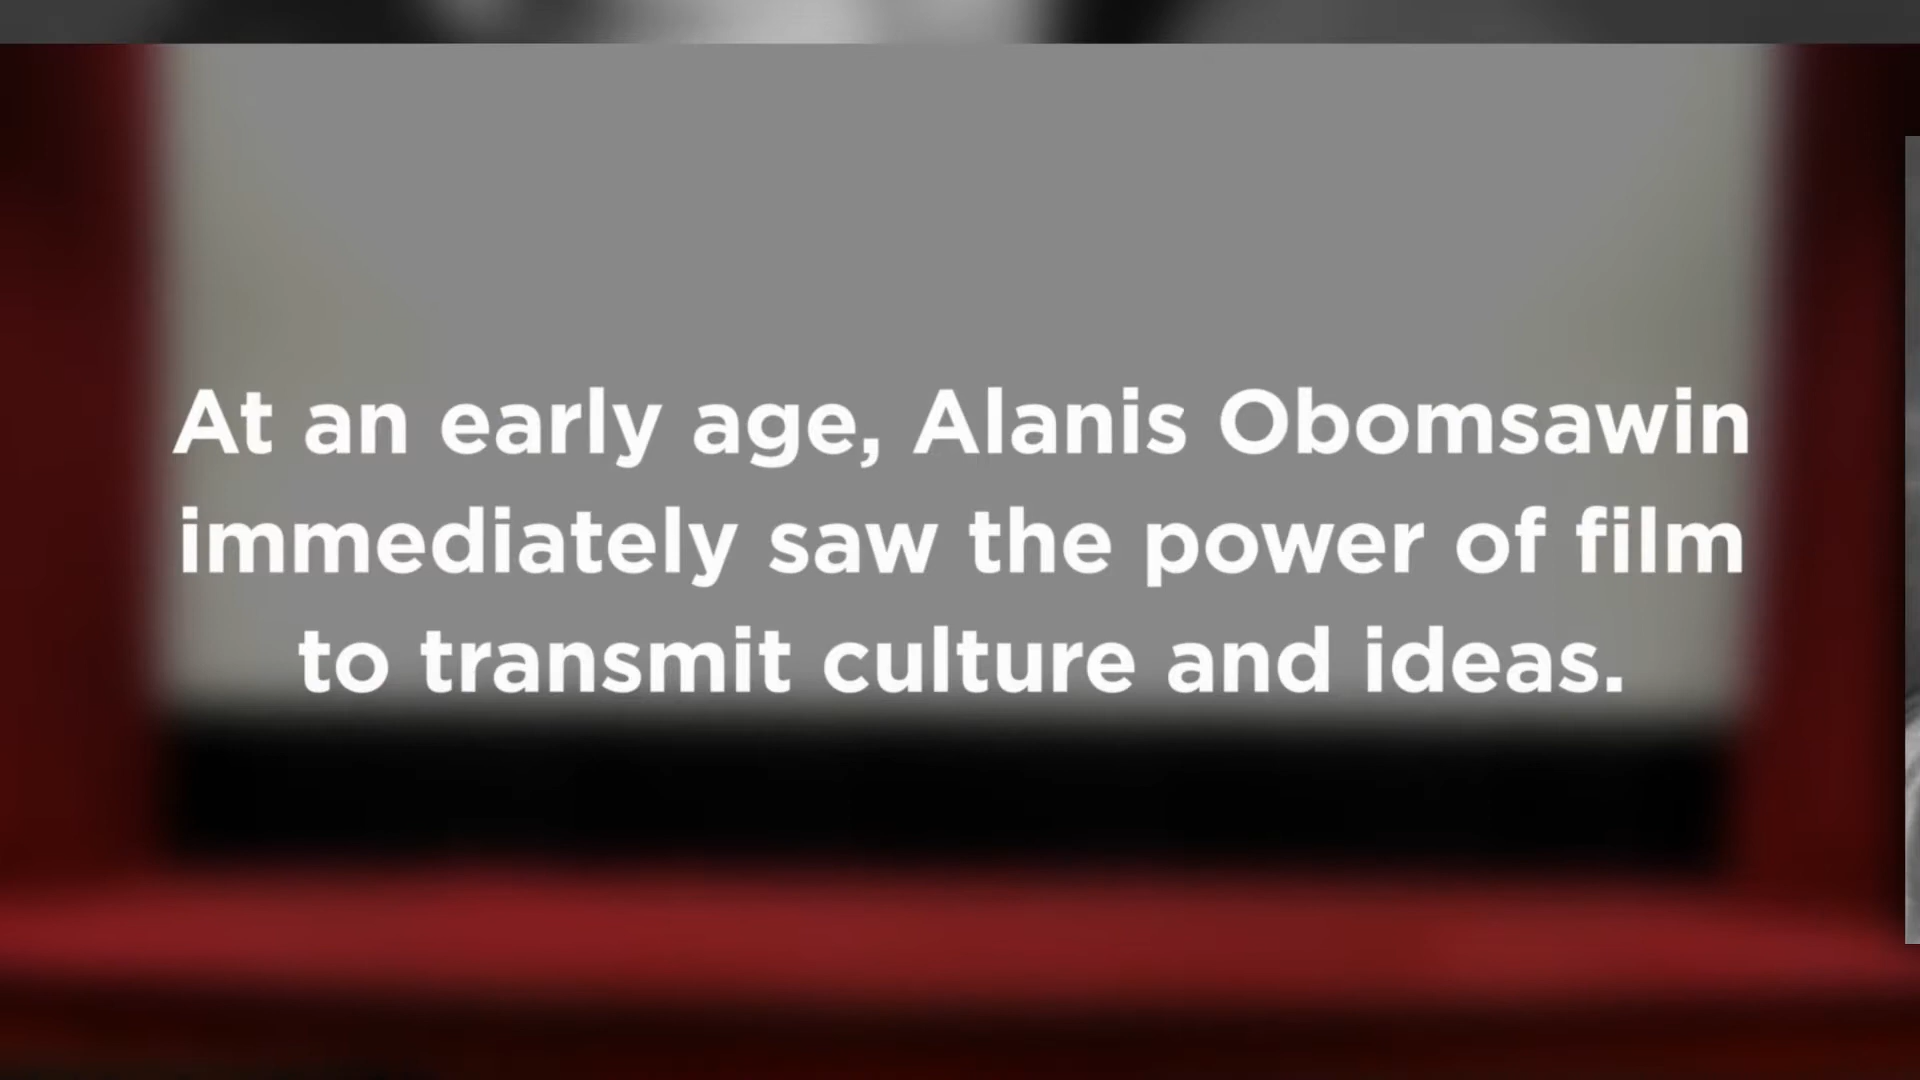 At an early age, Alanis Obomsawin
immediately saw the power of film
to transmit culture and ideas.